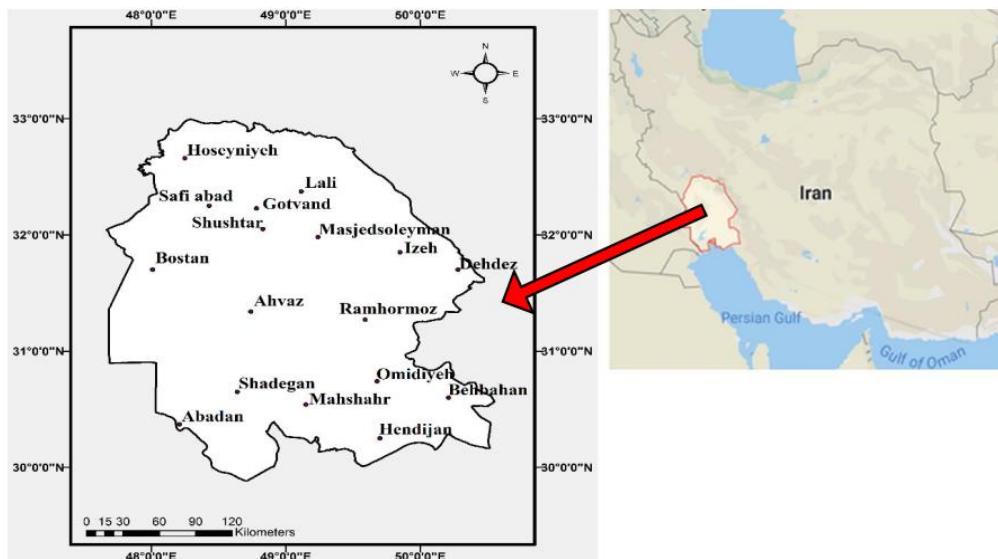 48°0'0"E 49°0'0"E 50°0'0"E
N
W E
S
33°0'0"N
33°0'0"N
Hoseyniyeh
Lali
Safi abad
Gotvand
Shushtar
32°0'0"N
Masjedsoleyman
32°0'0"N
Izeh
Bostan
Dehdez
Ahvaz
Ramhormoz
31°0'0"N
31°0'0"N
Omidiyeh
Shadegan
Behbahan
Mahshahr
Abadan
Hendijan
30°0'0"N
30°0'0"N
0 15 30 60 90 120
Kilometers
48°0'0"E 49°0'0"E 50°0'0"E
Iran
Persian Gulf
Gulf of Oman